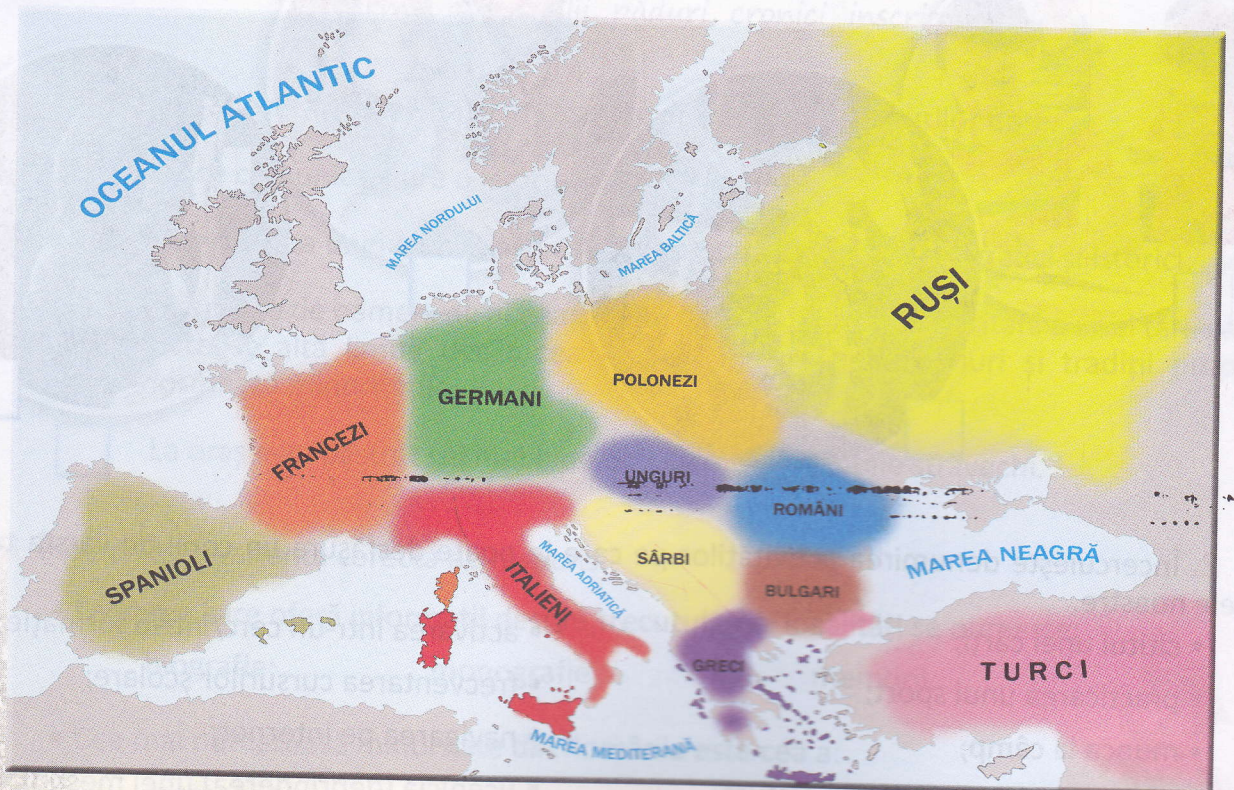 OCEANUL ATLANTIC
MAREA NORDULUI
MAREA BALTICĂ
RUȘI
POLONEZI
GERMANI
FRANCEZI
UNGURI
ROMÂNI
SPANIOLI
SÂRBI
MAREA ADRIATICĂ
ITALIENI
MAREA NEAGRĂ
BULGARI
GRECI
TURCI
MAREA MEDITERANĂ